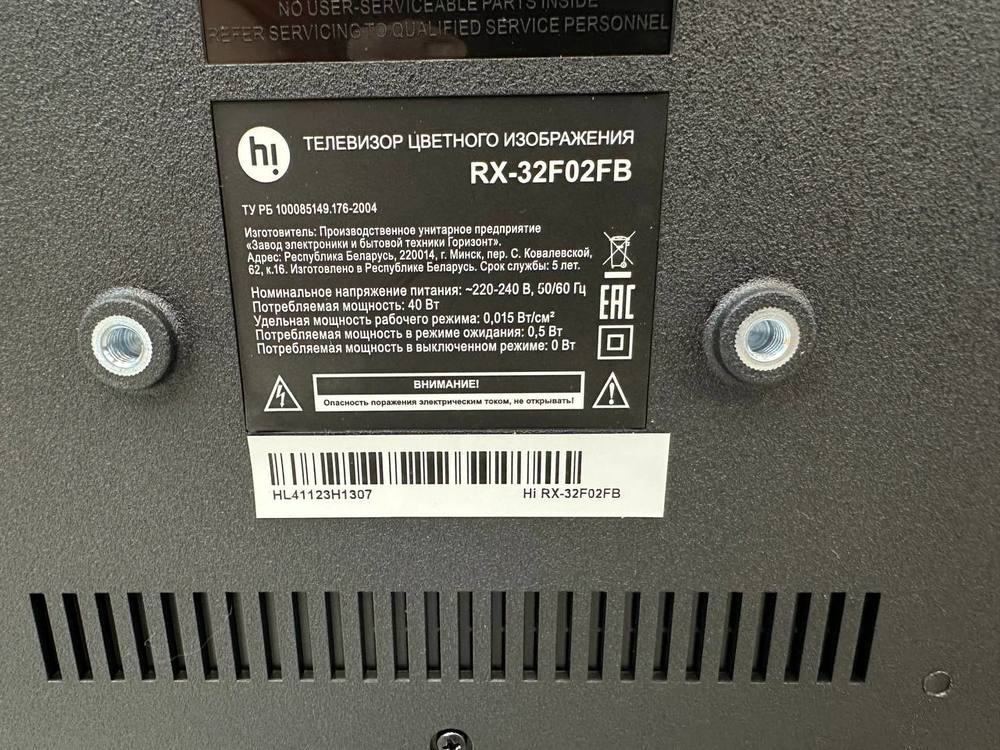 NO USER-SERVICEABLE PARTS INSIDE
REFER SERVICING TO QUALIFIED SERVICE PERSONNEL
hi
ТЕЛЕВИЗОР ЦВЕТНОГО ИЗОБРАЖЕНИЯ
RX-32F02FB
ТУ РБ 100085149.176-2004
Изготовитель: Производственное унитарное предприятие
«Завод электроники и бытовой техники Горизонт».
Адрес: Республика Беларусь, 220014, г. Минск, пер. С. Ковалевской,
62, к.16. Изготовлено в Республике Беларусь. Срок службы: 5 лет.
Номинальное напряжение питания: ~220-240 В, 50/60 Гц
Потребляемая мощность: 40 Вт
Удельная мощность рабочего режима: 0,015 Вт/см²
Потребляемая мощность в режиме ожидания: 0,5 Вт
Потребляемая мощность в выключенном режиме: 0 Вт
EAC
ВНИМАНИЕ!
Опасность поражения электрическим током, не открывать!
HL41123H1307
Hi RX-32F02FB